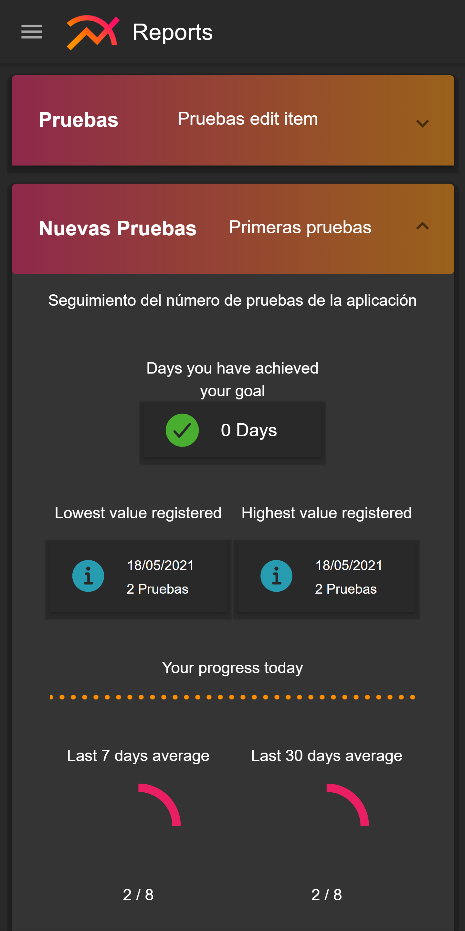 Reports
Pruebas
Pruebas edit item
Nuevas Pruebas
Primeras pruebas
Seguimiento del número de pruebas de la aplicación
Days you have achieved
your goal
0 Days
Lowest value registered
18/05/2021
2 Pruebas
Highest value registered
18/05/2021
2 Pruebas
Your progress today
Last 7 days average
2 / 8
Last 30 days average
2 / 8